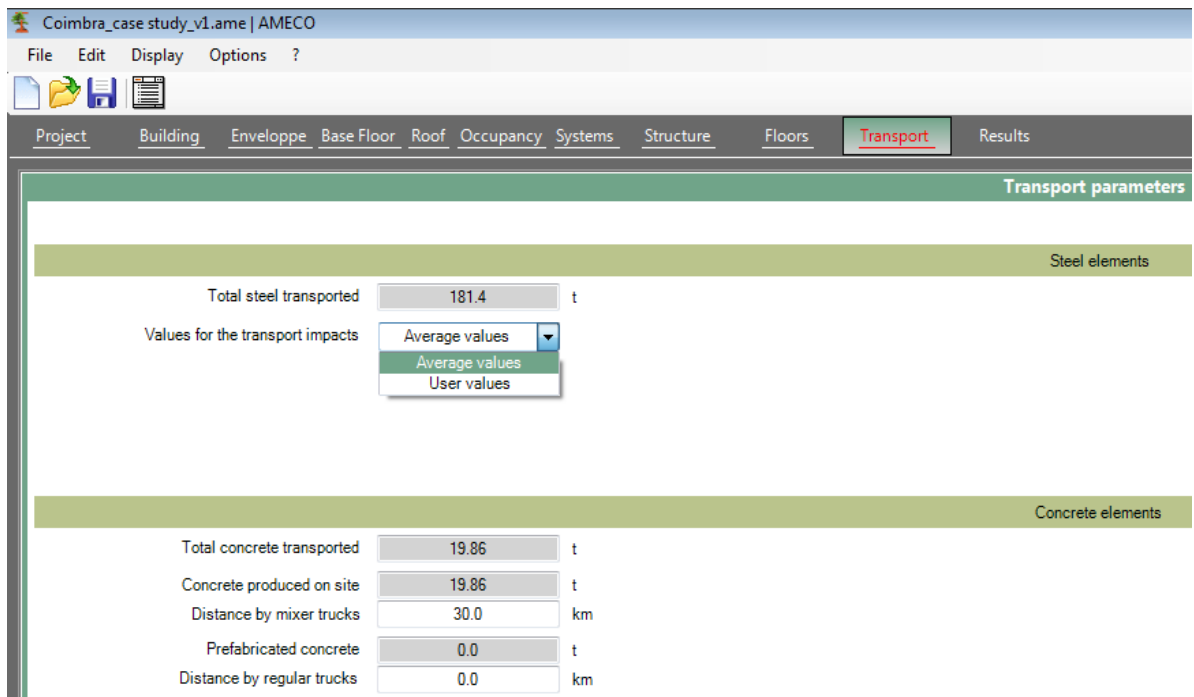 Coimbra_case study_v1.ame | AMECO
File Edit Display Options ?
Project Building Enveloppe Base Floor Roof Occupancy Systems Structure Floors Transport Results
Transport parameters
Steel elements
Total steel transported 181.4 t
Values for the transport impacts Average values
Average values
User values
Concrete elements
Total concrete transported 19.86 t
Concrete produced on site 19.86 t
Distance by mixer trucks 30.0 km
Prefabricated concrete 0.0 t
Distance by regular trucks 0.0 km